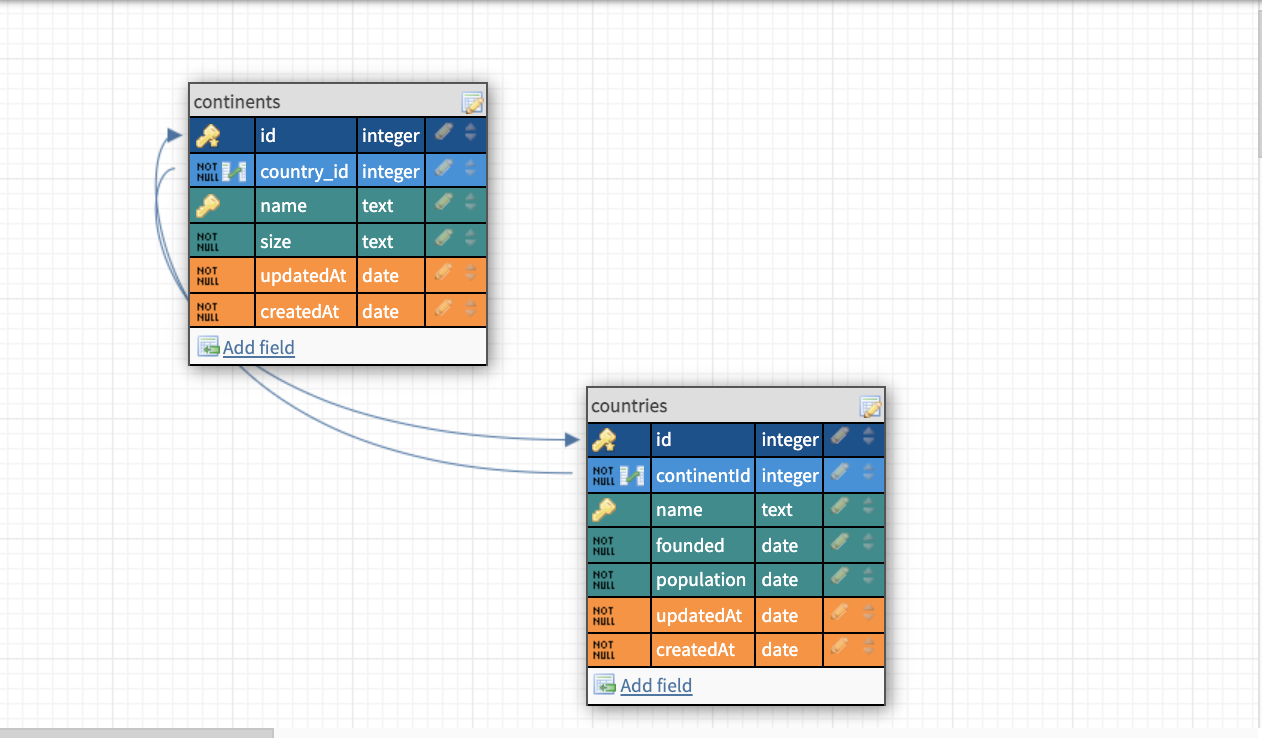 continents
id integer
NOT NULL country_id integer
name text
NOT NULL size text
NOT NULL updatedAt date
NOT NULL createdAt date
Add field
countries
id integer
NOT NULL continentId integer
name text
NOT NULL founded date
NOT NULL population date
NOT NULL updatedAt date
NOT NULL createdAt date
Add field